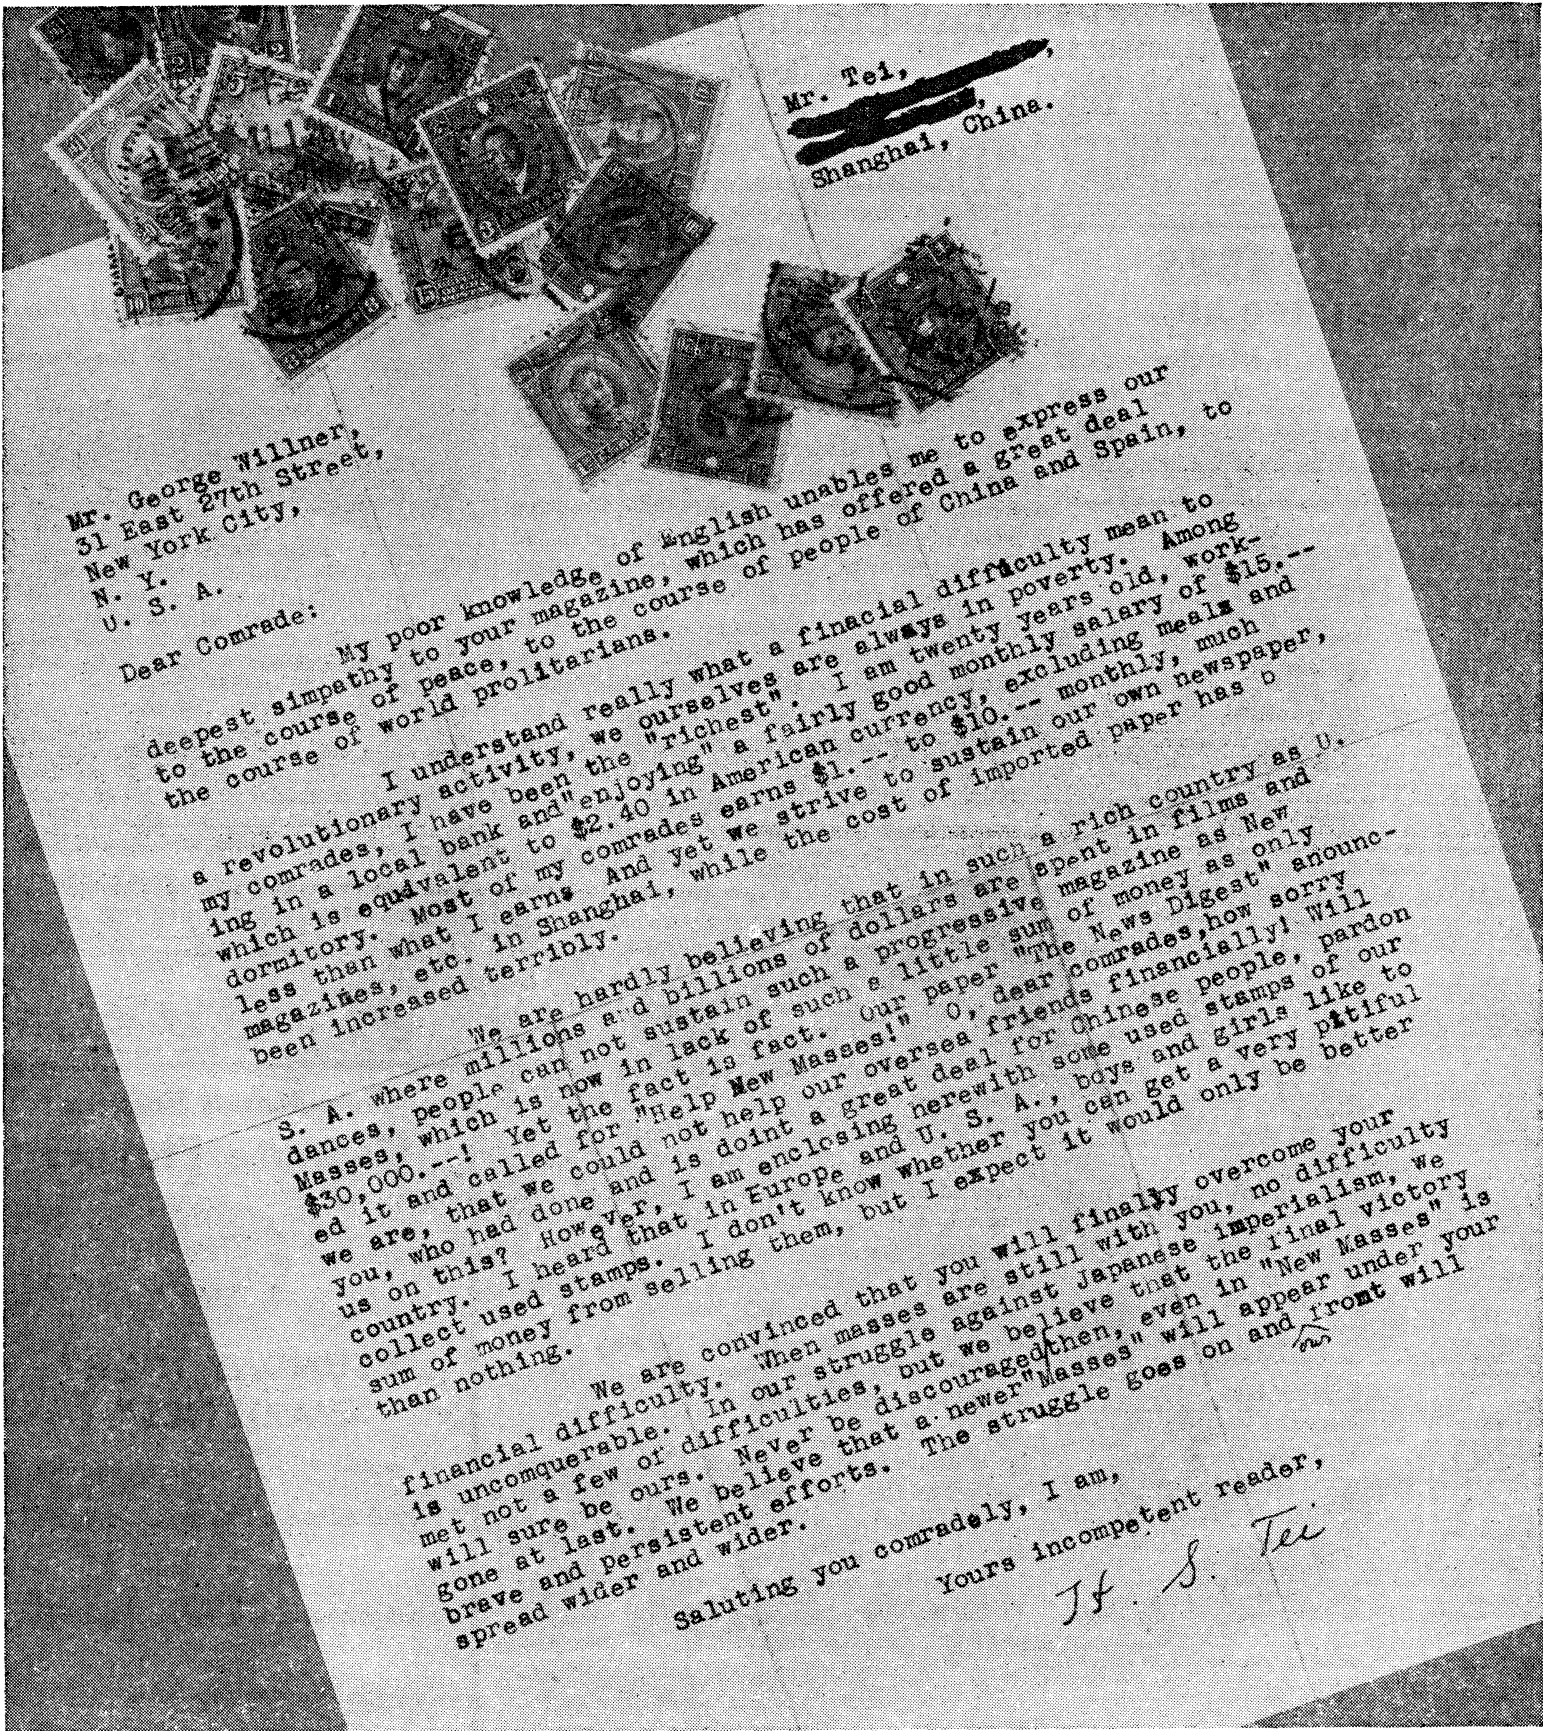 Mr. Tei,
Shanghai, China.
Mr. George Willner,
31 East 27th Street,
New York City,
N. Y.
U. S. A.
Dear Comrade:
My poor knowledge of English unables me to express our
deepest simpathy to your magazine, which has offered a great deal
to the course of peace, to the course of people of China and Spain, to
the course of world prolitarians.
I understand really what a finacial difficulty mean to
a revolutionary activity, we ourselves are always in poverty. Among
my comrades, I have been the "richest". I am twenty years old, work-
ing in a local bank and"enjoying" a fairly good monthly salary of $15.--
which is equivalent to $2.40 in American currency, excluding meals and
dormitory. Most of my comrades earns $1.-- to $10.-- monthly, much
less than what I earn. And yet we strive to sustain our own newspaper,
magazines, etc. in Shanghai, while the cost of imported paper has b
been increased terribly.
We are hardly believing that in such a rich country as U.
S. A. where millions and billions of dollars are spent in films and
dances, people can not sustain such a progressive magazine as New
Masses, which is now in lack of such a little sum of money as only
$30,000.--! Yet the fact is fact. Our paper "The News Digest" anounc-
ed it and called for "Help New Masses!" O, dear comrades,how sorry
we are, that we could not help our oversea friends financially! Will
you, who had done and is doint a great deal for Chinese people, pardon
us on this? However, I am enclosing herewith some used stamps of our
country. I heard that in Europe and U. S. A., boys and girls like to
collect used stamps. I don't know whether you can get a very pitiful
sum of money from selling them, but I expect it would only be better
than nothing.
We are convinced that you will finally overcome your
financial difficulty. When masses are still with you, no difficulty
is uncomquerable. In our struggle against Japanese imperialism, we
met not a few of difficulties, but we believe that the final victory
will sure be ours. Never be discouraged then, even in "New Masses" is
gone at last. We believe that a newer"Masses" will appear under your
brave and persistent efforts. The struggle goes on and fromt will
spread wider and wider.
Saluting you comradely, I am,
Yours incompetent reader,
S. Tei